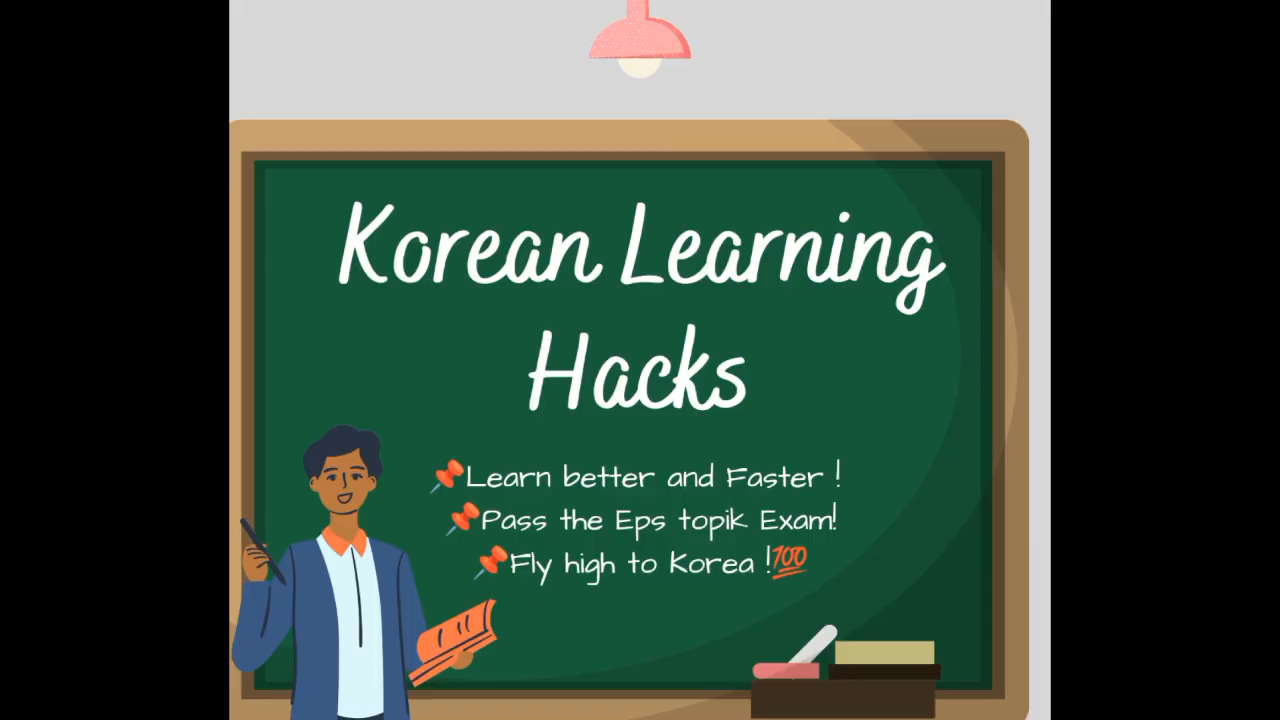 Korean Learning
Hacks
📌Learn better and Faster !
📌Pass the Eps topik Exam!
📌Fly high to Korea !💯